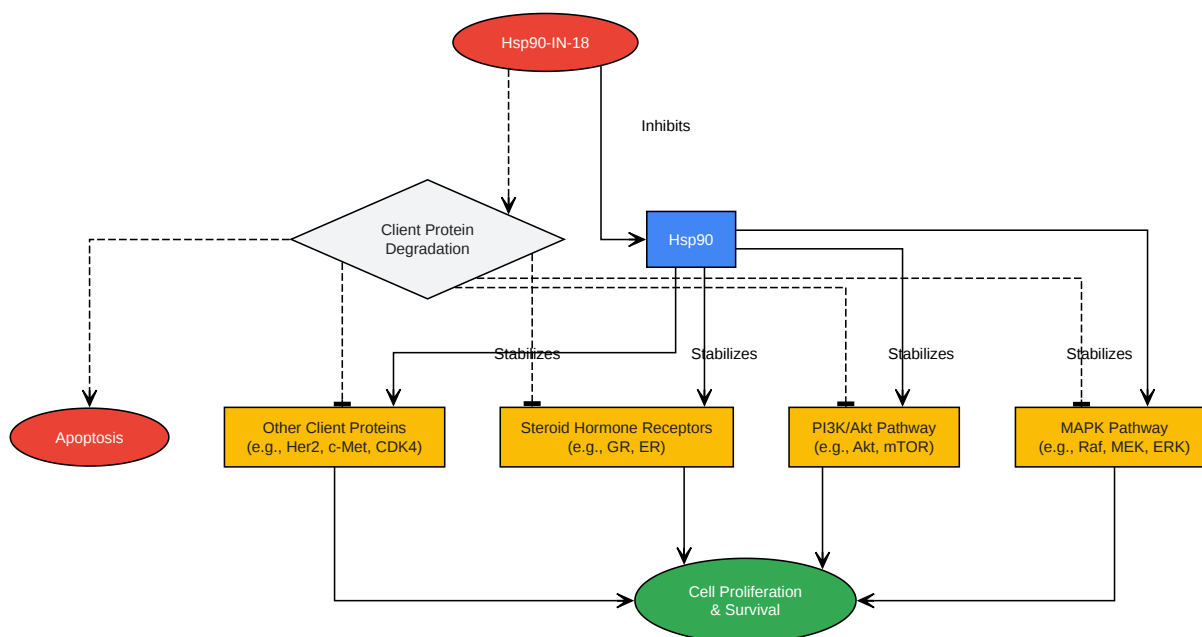 Hsp90-IN-18
Inhibits
Client Protein
Degradation
Hsp90
Stabilizes
Stabilizes
Stabilizes
Stabilizes
Apoptosis
Other Client Proteins
(e.g., Her2, c-Met, CDK4)
Steroid Hormone Receptors
(e.g., GR, ER)
PI3K/Akt Pathway
(e.g., Akt, mTOR)
MAPK Pathway
(e.g., Raf, MEK, ERK)
Cell Proliferation
& Survival